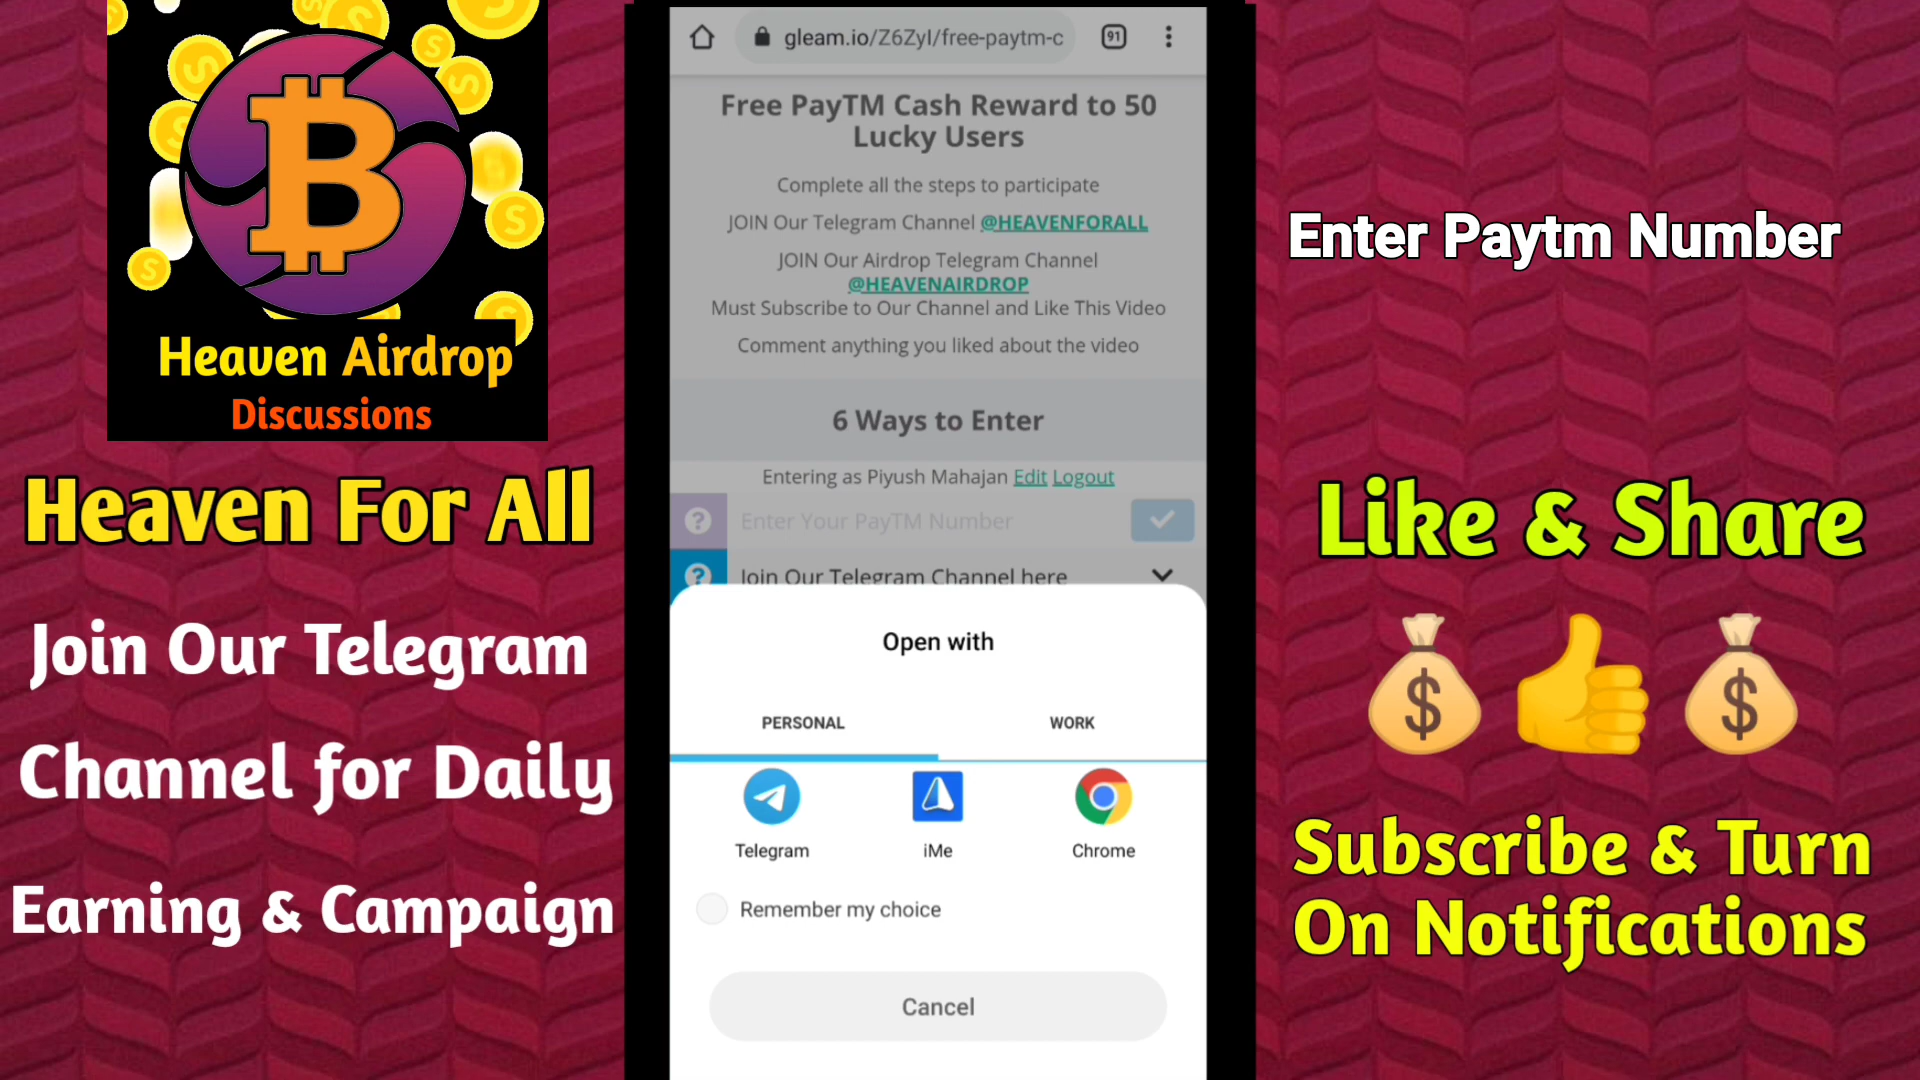 Heaven Airdrop
Discussions
Heaven For All
Join Our Telegram
Channel for Daily
Earning & Campaign
gleam.io/Z6ZyI/free-paytm-c
91
Free PayTM Cash Reward to 50
Lucky Users
Complete all the steps to participate
JOIN Our Telegram Channel @HEAVENFORALL
JOIN Our Airdrop Telegram Channel
@HEAVENAIRDROP
Must Subscribe to Our Channel and Like This Video
Comment anything you liked about the video
6 Ways to Enter
Entering as Piyush Mahajan Edit Logout
Enter Your PayTM Number
Join Our Telegram Channel here
Open with
PERSONAL WORK
Telegram iMe Chrome
Remember my choice
Cancel
Enter Paytm Number
Like & Share
Subscribe & Turn
On Notifications